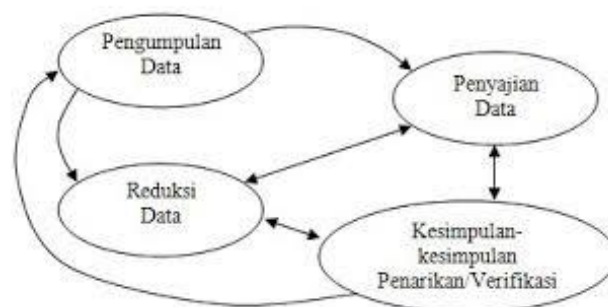 Pengumpulan
Data
Penyajian
Data
Reduksi
Data
Kesimpulan-
kesimpulan
Penarikan/Verifikasi